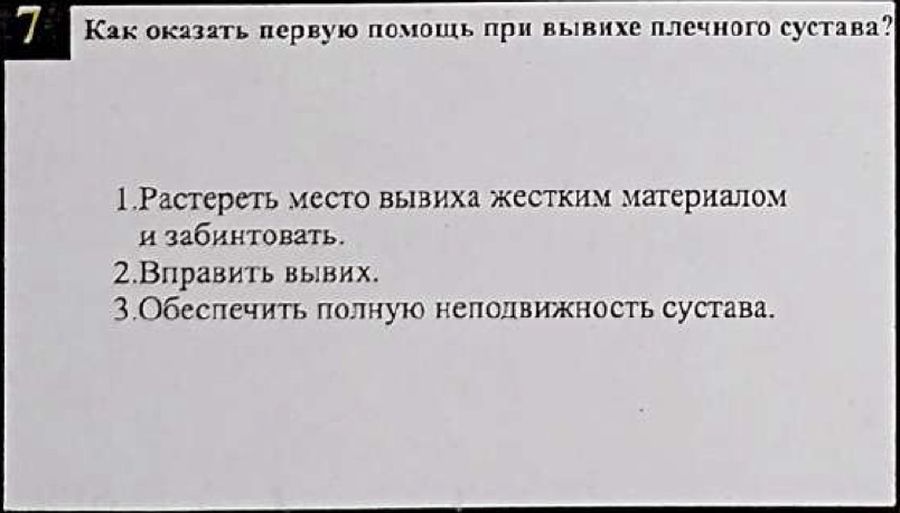 7 Как оказать первую помощь при вывихе плечного сустава?
1.Растереть место вывиха жестким материалом
и забинтовать.
2.Вправить вывих.
3.Обеспечить полную неподвижность сустава.